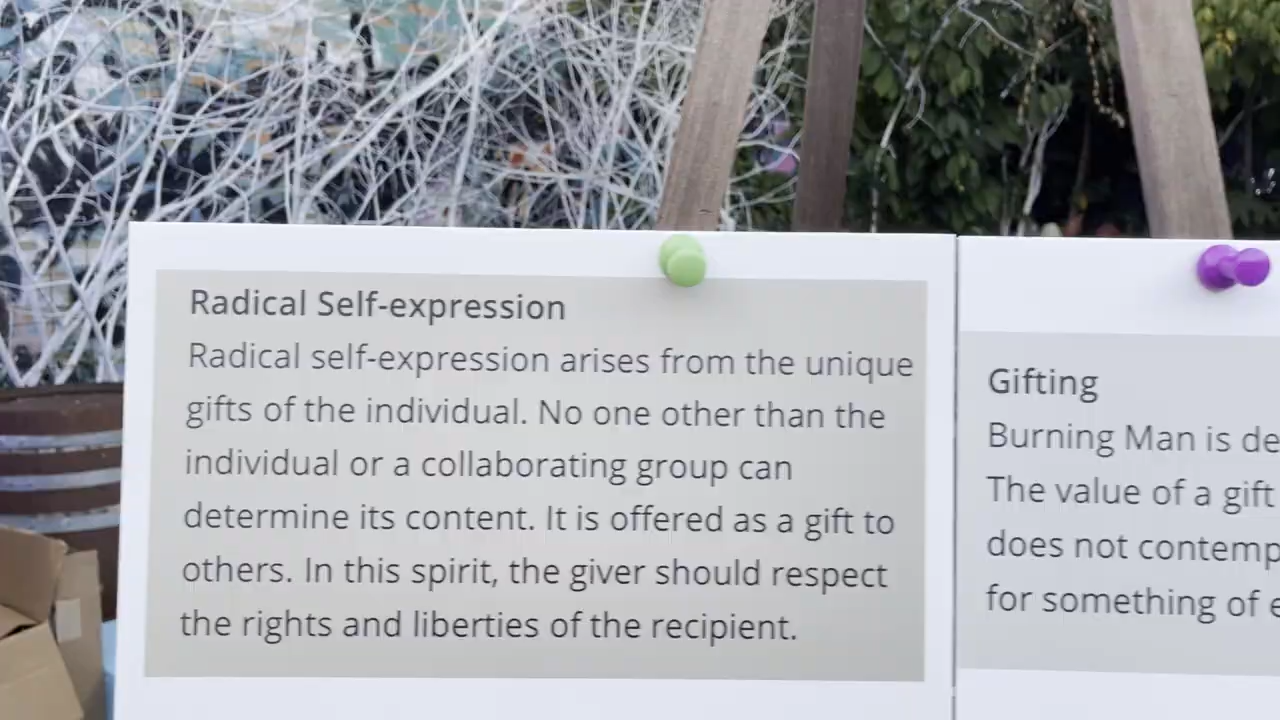 Radical Self-expression
Radical self-expression arises from the unique
gifts of the individual. No one other than the
individual or a collaborating group can
determine its content. It is offered as a gift to
others. In this spirit, the giver should respect
the rights and liberties of the recipient.
Gifting
Burning Man is
The value of a gift
does not
for something of